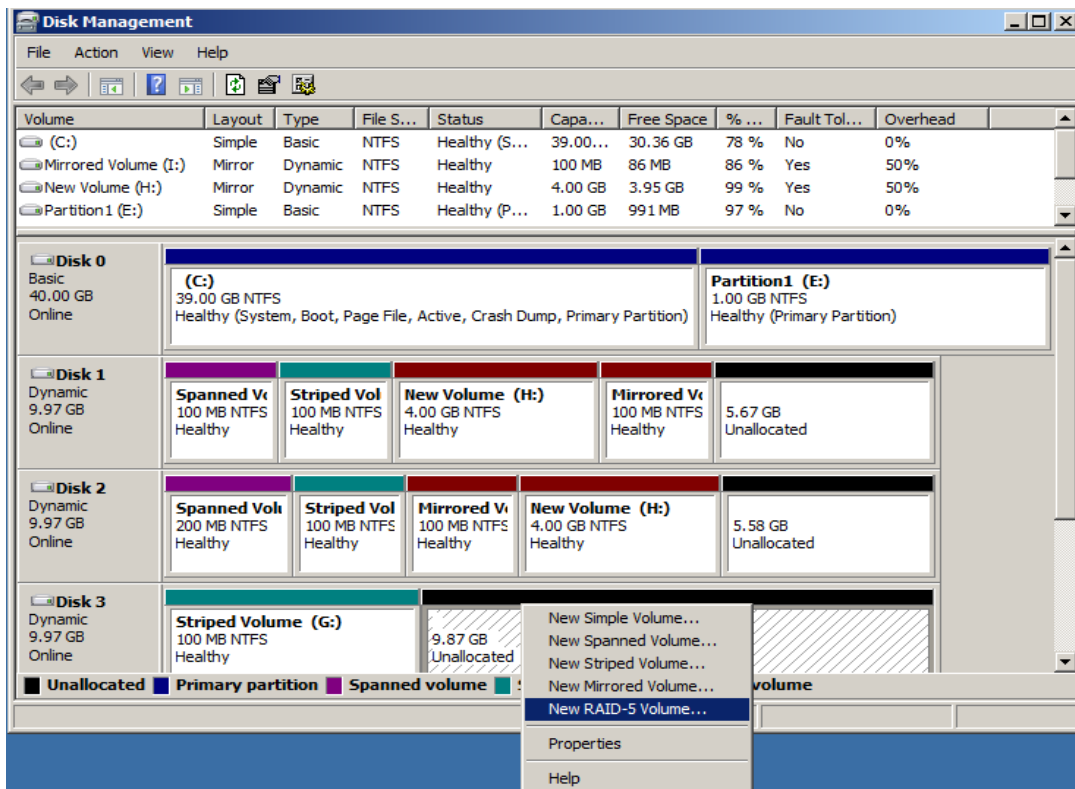 Disk Management
File Action View Help
Volume Layout Type File S... Status Capa... Free Space % ... Fault Tol... Overhead
(C:) Simple Basic NTFS Healthy (S... 39.00... 30.36 GB 78 % No 0%
Mirrored Volume (I:) Mirror Dynamic NTFS Healthy 100 MB 86 MB 86 % Yes 50%
New Volume (H:) Mirror Dynamic NTFS Healthy 4.00 GB 3.95 GB 99 % Yes 50%
Partition1 (E:) Simple Basic NTFS Healthy (P... 1.00 GB 991 MB 97 % No 0%
Disk 0
Basic
40.00 GB
Online
(C:)
39.00 GB NTFS
Healthy (System, Boot, Page File, Active, Crash Dump, Primary Partition)
Partition1 (E:)
1.00 GB NTFS
Healthy (Primary Partition)
Disk 1
Dynamic
9.97 GB
Online
Spanned Vo
100 MB NTFS
Healthy
Striped Vol
100 MB NTFS
Healthy
New Volume (H:)
4.00 GB NTFS
Healthy
Mirrored Vo
100 MB NTFS
Healthy
5.67 GB
Unallocated
Disk 2
Dynamic
9.97 GB
Online
Spanned Volu
200 MB NTFS
Healthy
Striped Vol
100 MB NTFS
Healthy
Mirrored V
100 MB NTFS
Healthy
New Volume (H:)
4.00 GB NTFS
Healthy
5.58 GB
Unallocated
Disk 3
Dynamic
9.97 GB
Online
Striped Volume (G:)
100 MB NTFS
Healthy
9.87 GB
Unallocated
New Simple Volume...
New Spanned Volume...
New Striped Volume...
New Mirrored Volume...
New RAID-5 Volume...
Properties
Help
Unallocated Primary partition Spanned volume volume